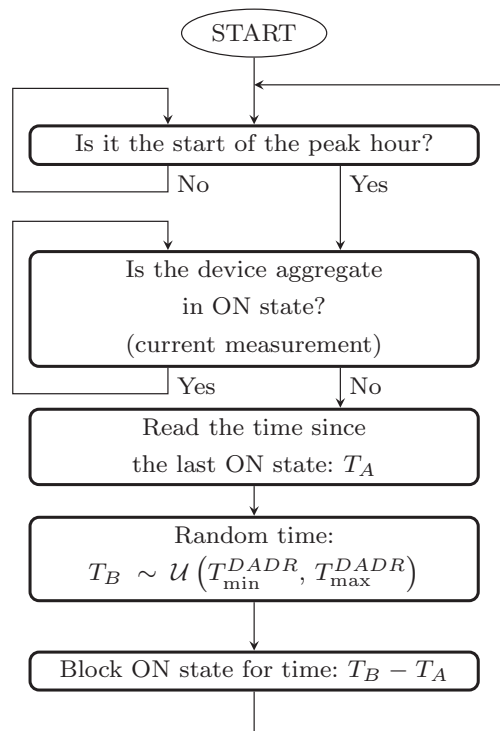 START
Is it the start of the peak hour?
No
Yes
Is the device aggregate
in ON state?
(current measurement)
Yes
No
Read the time since
the last ON state: T_A
Random time:
T_B ∼ 𝒰 (T_min^DADR, T_max^DADR)
Block ON state for time: T_B − T_A